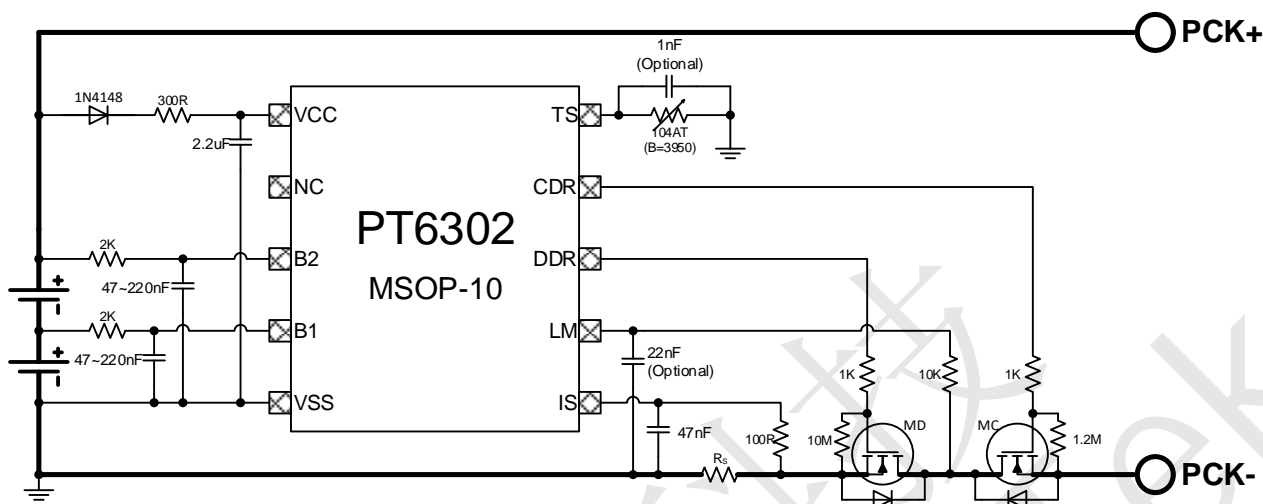 PCK+
1nF
(Optional)
1N4148
300R
VCC
TS
104AT
(B=3950)
2.2uF
NC
CDR
PT6302
MSOP-10
2K
B2
DDR
47~220nF
+
-
2K
B1
LM
47~220nF
22nF
(Optional)
+
-
1K
10K
1K
VSS
IS
47nF
100R
10M
MD
MC
1.2M
Rs
PCK-